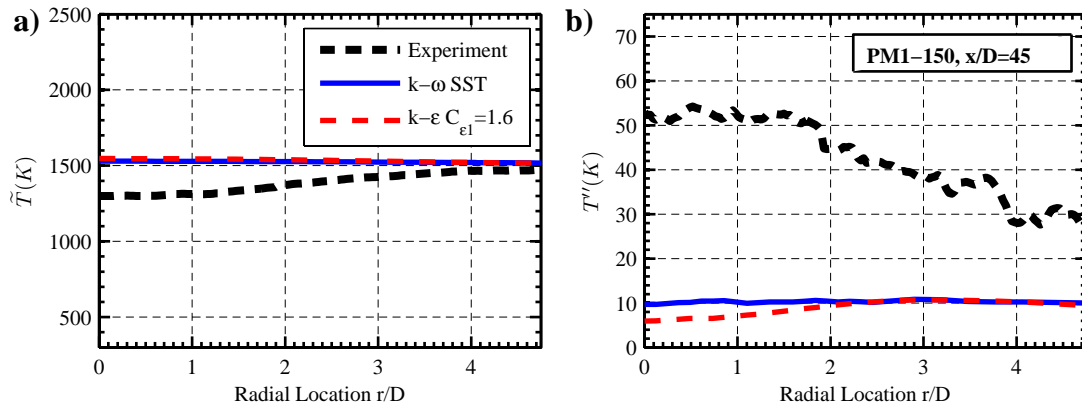 a)
2500
2000
1500
1000
500
T̃(K)
0 1 2 3 4
Radial Location r/D
Experiment
k−ω SST
k−ε C_ε1=1.6
b)
70
60
50
40
30
20
10
0
T''(K)
0 1 2 3 4
Radial Location r/D
PM1−150, x/D=45